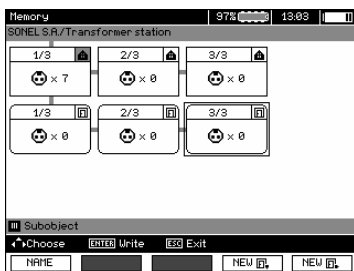 Memory 97% 13:03
SONEL S.A./Transformer station
1/3 2/3 3/3
× 7 × 0 × 0
1/3 2/3 3/3
× 0 × 0 × 0
Subobject
Choose ENTER Write ESC Exit
NAME NEW NEW